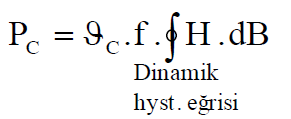 P_C = ϑ_C . f . ∮ H . dB
Dinamik
hyst. eğrisi